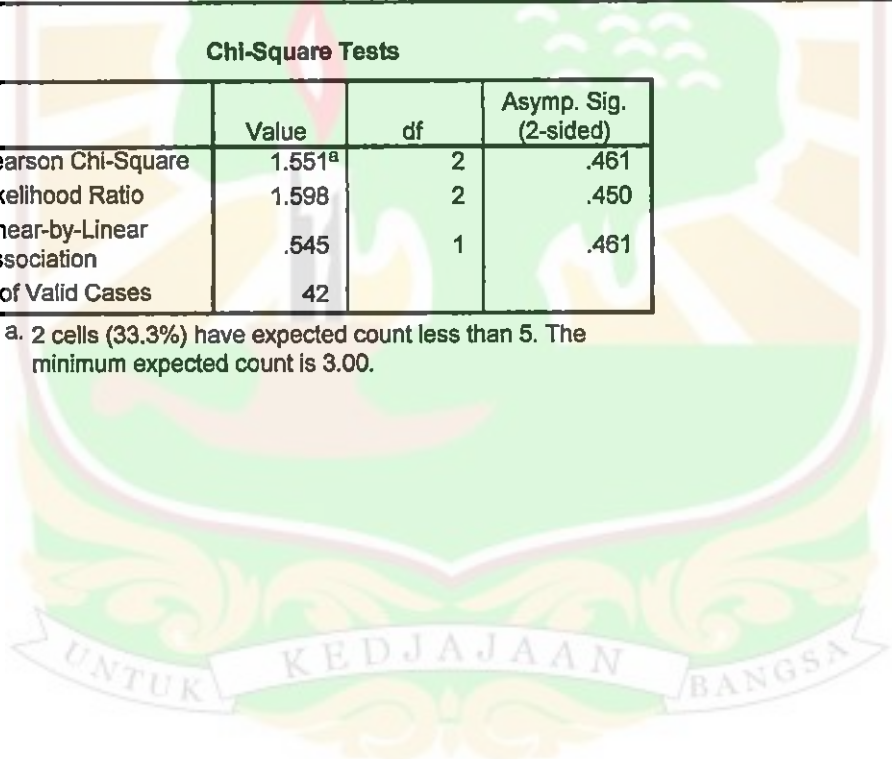 Chi-Square Tests
Value df Asymp. Sig. (2-sided)
earson Chi-Square 1.551a 2 .461
kelihood Ratio 1.598 2 .450
near-by-Linear
ssociation .545 1 .461
of Valid Cases 42
a. 2 cells (33.3%) have expected count less than 5. The
minimum expected count is 3.00.
UNTUK KEDJAJAAN BANGSA